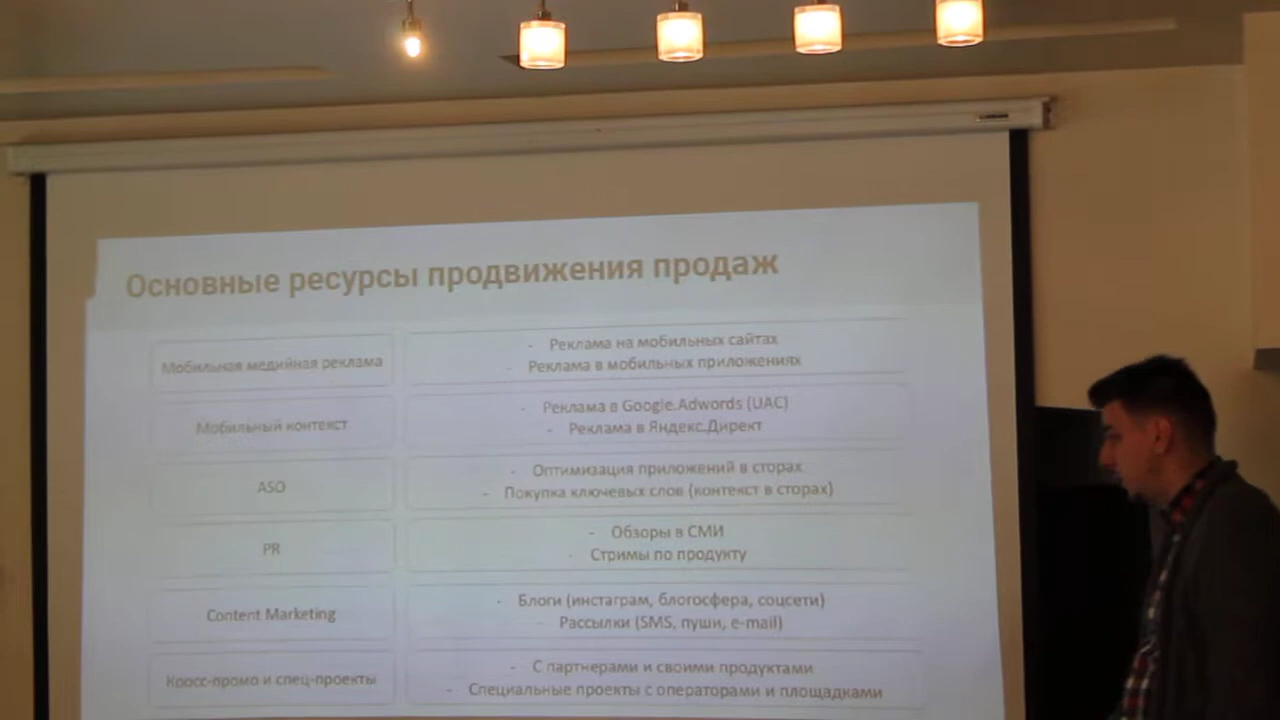 Основные ресурсы продвижения продаж
Мобильная медийная реклама
- Реклама на мобильных сайтах
- Реклама в мобильных приложениях
Мобильный контекст
- Реклама в Google.Adwords (UAC)
- Реклама в Яндекс.Директ
ASO
- Оптимизация приложений в сторах
- Покупка ключевых слов (контекст в сторах)
PR
- Обзоры в СМИ
- Стримы по продукту
Content Marketing
- Блоги (инстаграм, блогосфера, соцсети)
- Рассылки (SMS, пуши, e-mail)
Кросс-промо и спец-проекты
- С партнерами и своими продуктами
- Специальные проекты с операторами и площадками